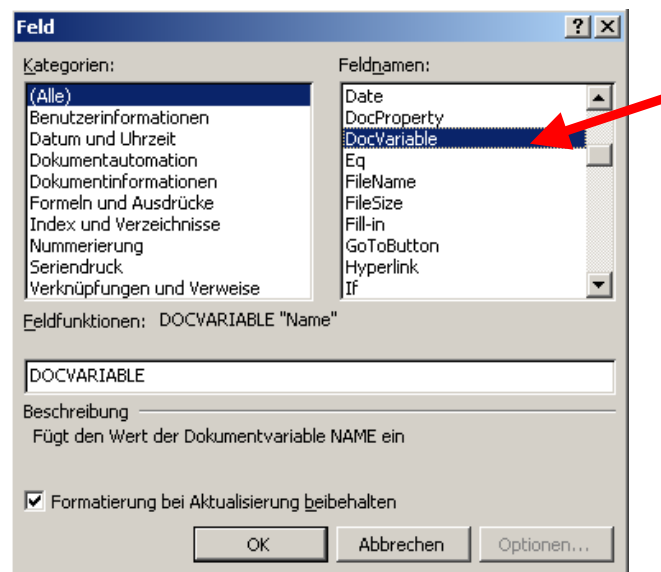 Feld
Kategorien:
(Alle)
Benutzerinformationen
Datum und Uhrzeit
Dokumentautomation
Dokumentinformationen
Formeln und Ausdrücke
Index und Verzeichnisse
Nummerierung
Seriendruck
Verknüpfungen und Verweise
Feldnamen:
Date
DocProperty
DocVariable
Eq
FileName
FileSize
Fill-in
GoToButton
Hyperlink
If
Feldfunktionen: DOCVARIABLE "Name"
DOCVARIABLE
Beschreibung
Fügt den Wert der Dokumentvariable NAME ein
Formatierung bei Aktualisierung beibehalten
OK Abbrechen Optionen...